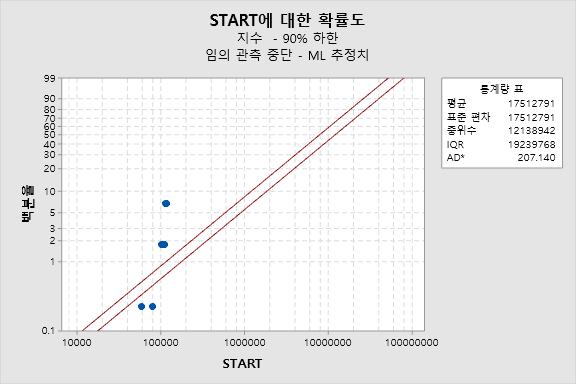 START에 대한 확률도
지수 - 90% 하한
임의 관측 중단 - ML 추정치
99
90
80
70
60
50
40
30
20
10
5
3
2
1
0.1
백분율
10000
100000
1000000
10000000
100000000
START
통계량 표
평균 17512791
표준 편차 17512791
중위수 12138942
IQR 19239768
AD* 207.140